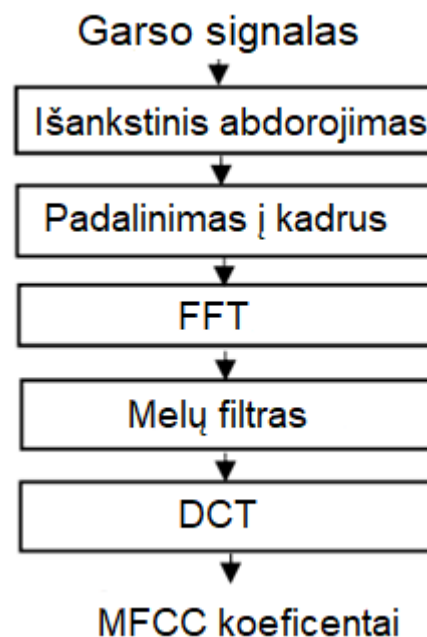 Garso signalas
Išankstinis abdorojimas
Padalinimas į kadrus
FFT
Melų filtras
DCT
MFCC koeficentai